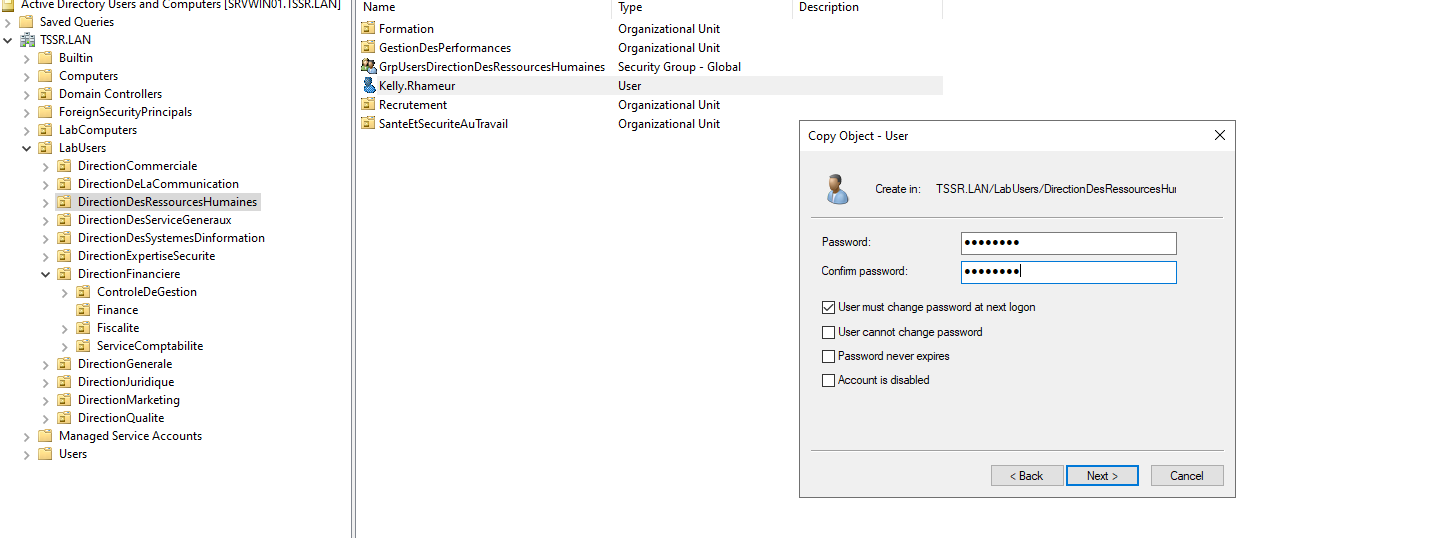 Active Directory Users and Computers [SRVWIN01.TSSR.LAN]
Saved Queries
TSSR.LAN
Builtin
Computers
Domain Controllers
ForeignSecurityPrincipals
LabComputers
LabUsers
DirectionCommerciale
DirectionDeLaCommunication
DirectionDesRessourcesHumaines
DirectionDesServiceGeneraux
DirectionDesSystemesDinformation
DirectionExpertiseSecurite
DirectionFinanciere
ControleDeGestion
Finance
Fiscalite
ServiceComptabilite
DirectionGenerale
DirectionJuridique
DirectionMarketing
DirectionQualite
Managed Service Accounts
Users
Name Type Description
Formation Organizational Unit
GestionDesPerformances Organizational Unit
GrpUsersDirectionDesRessourcesHumaines Security Group - Global
Kelly.Rhameur User
Recrutement Organizational Unit
SanteEtSecuriteAuTravail Organizational Unit
Copy Object - User
Create in: TSSR.LAN/LabUsers/DirectionDesRessourcesHu
Password: ●●●●●●●●
Confirm password: ●●●●●●●●
User must change password at next logon
User cannot change password
Password never expires
Account is disabled
< Back Next > Cancel